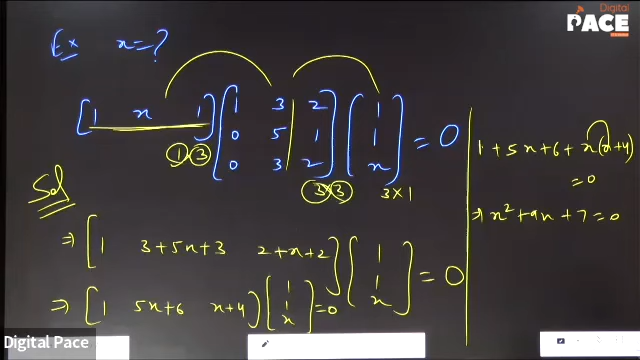 Digital
PACE
Ex x=?
[1 x 1] [1 3 2
0 5 1
0 3 2] [1
1
x] = 0
1×3
3×3
3×1
Sol
⇒ [1 3+5x+3 2+x+2] [1
1
x] = 0
⇒ [1 5x+6 x+4] [1
1
x] =0
1+5x+6+x(x+4)
=0
⇒ x²+9x+7=0
Digital Pace